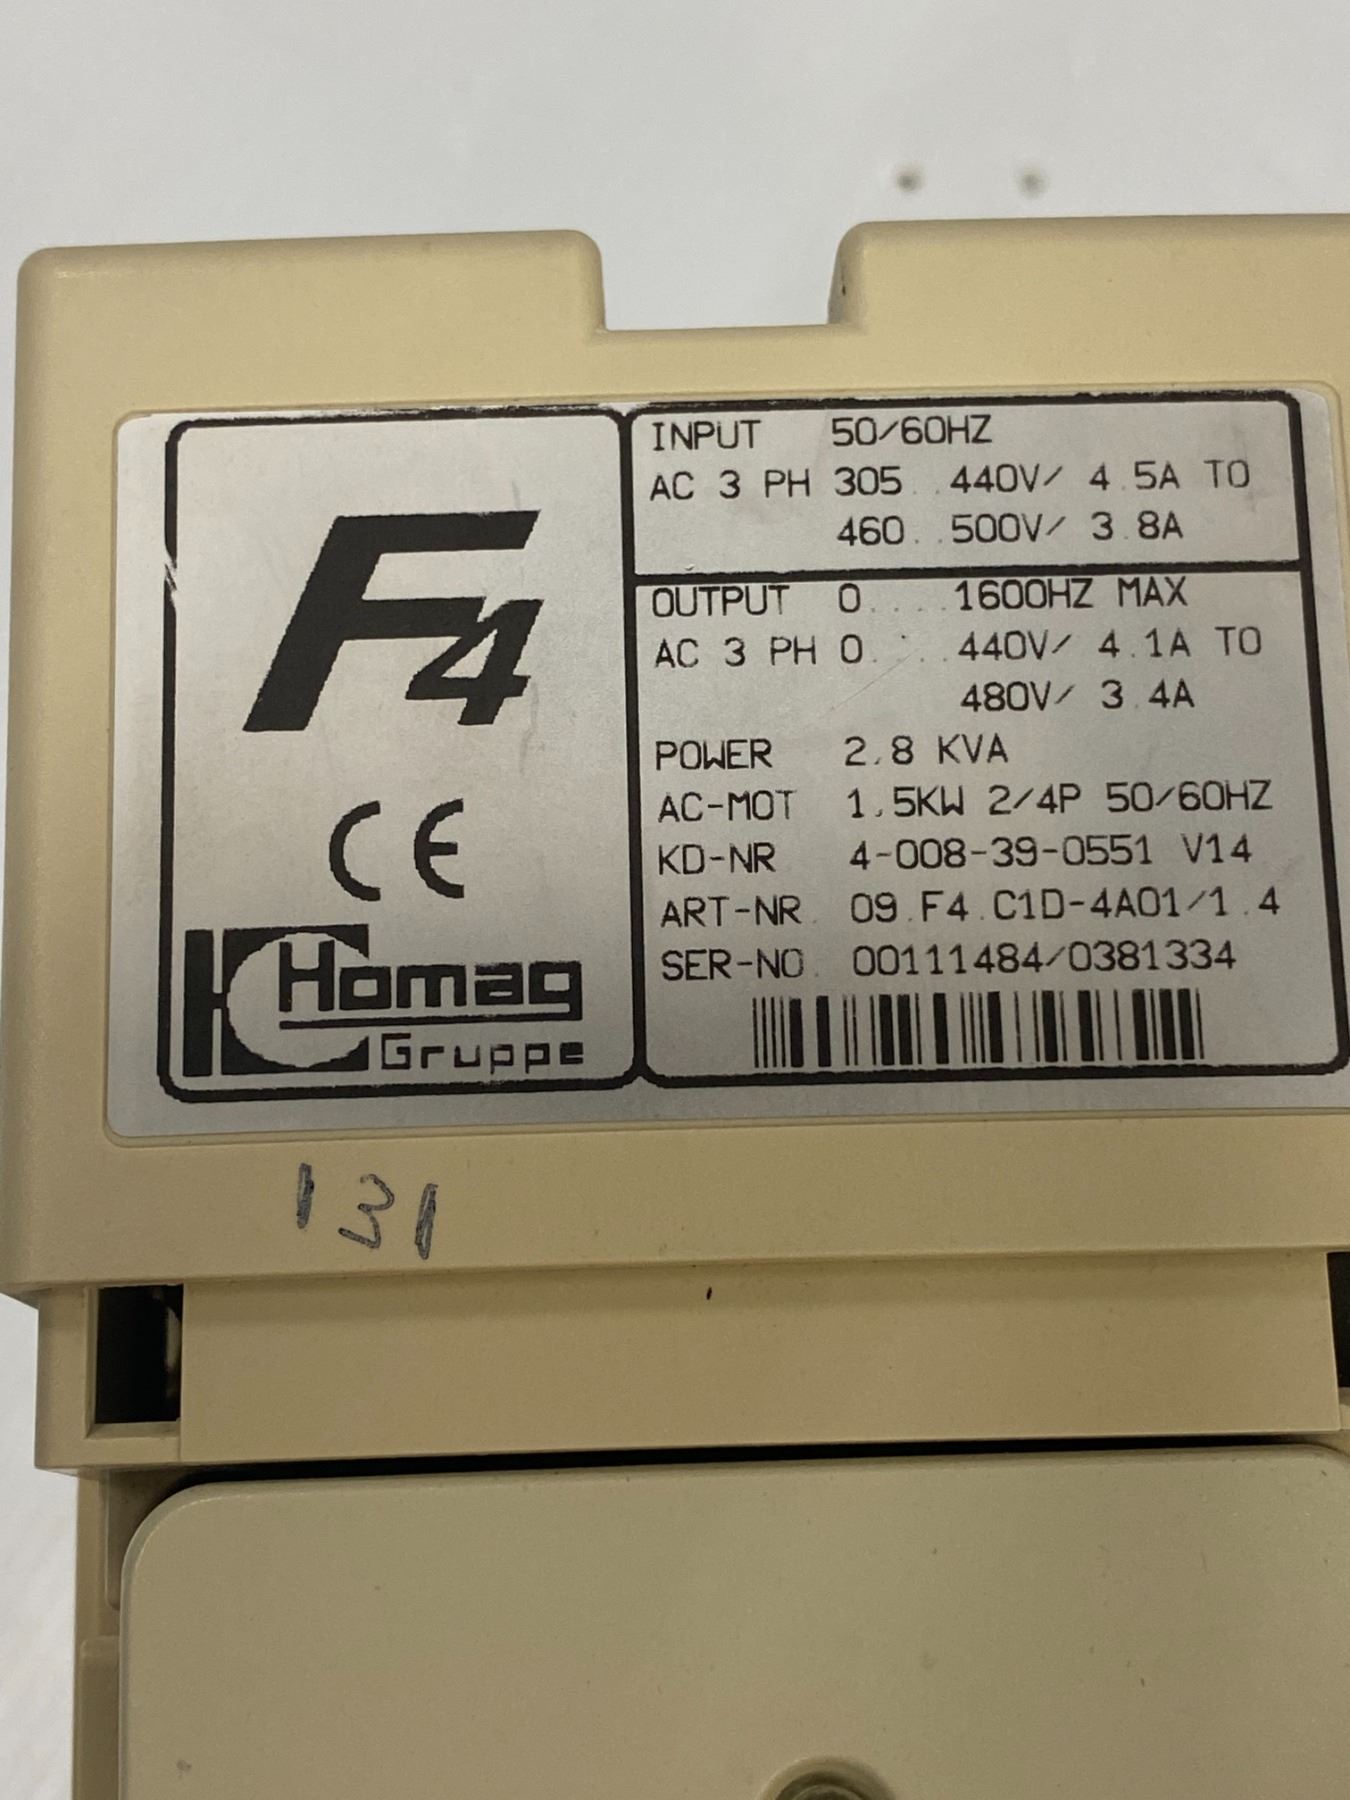 F4
CE
Homag
Gruppe
INPUT 50/60HZ
AC 3 PH 305..440V/ 4.5A TO
460..500V/ 3.8A
OUTPUT 0....1600HZ MAX
AC 3 PH 0....440V/ 4.1A TO
480V/ 3.4A
POWER 2,8 KVA
AC-MOT 1,5KW 2/4P 50/60HZ
KD-NR 4-008-39-0551 V14
ART-NR. 09.F4.C1D-4A01/1.4
SER-NO. 00111484/0381334
131